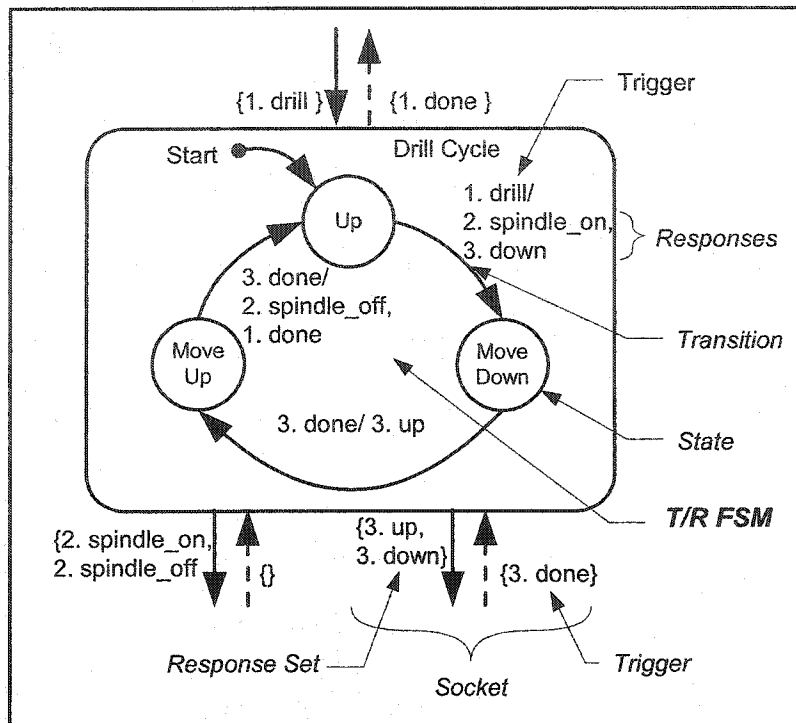 {1. drill }
{1. done }
Trigger
Start
Drill Cycle
1. drill/
2. spindle_on,
3. down
Responses
Up
3. done/
2. spindle_off,
1. done
Move
Up
Move
Down
Transition
3. done/ 3. up
State
T/R FSM
{2. spindle_on,
2. spindle_off
{}
{3. up,
3. down}
{3. done}
Response Set
Socket
Trigger